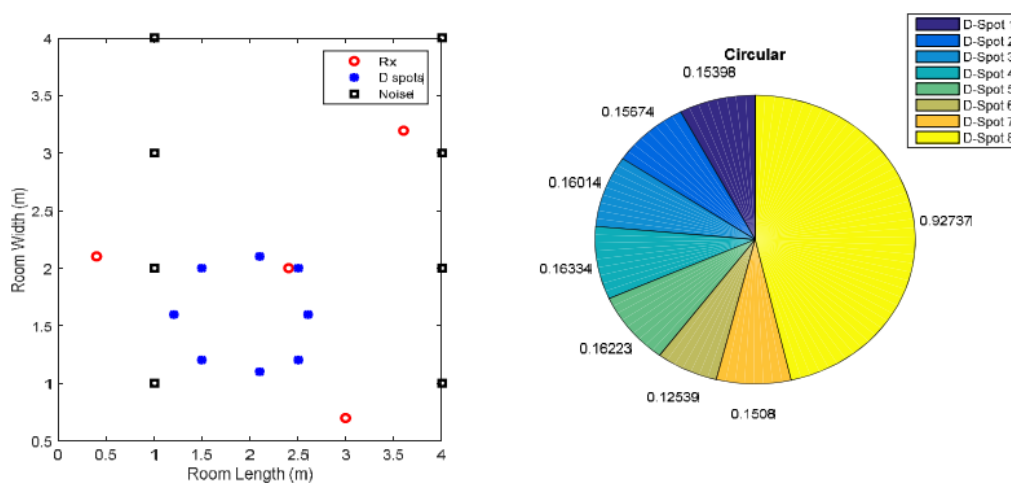 4
3.5
3
2.5
2
1.5
1
0.5
Room Width (m)
0
0.5
1
1.5
2
2.5
3
3.5
4
Room Length (m)
Rx
D spots
Noise
Circular
0.15398
0.15674
0.16014
0.16334
0.16223
0.12539
0.1508
0.92737
D-Spot 1
D-Spot 2
D-Spot 3
D-Spot 4
D-Spot 5
D-Spot 6
D-Spot 7
D-Spot 8